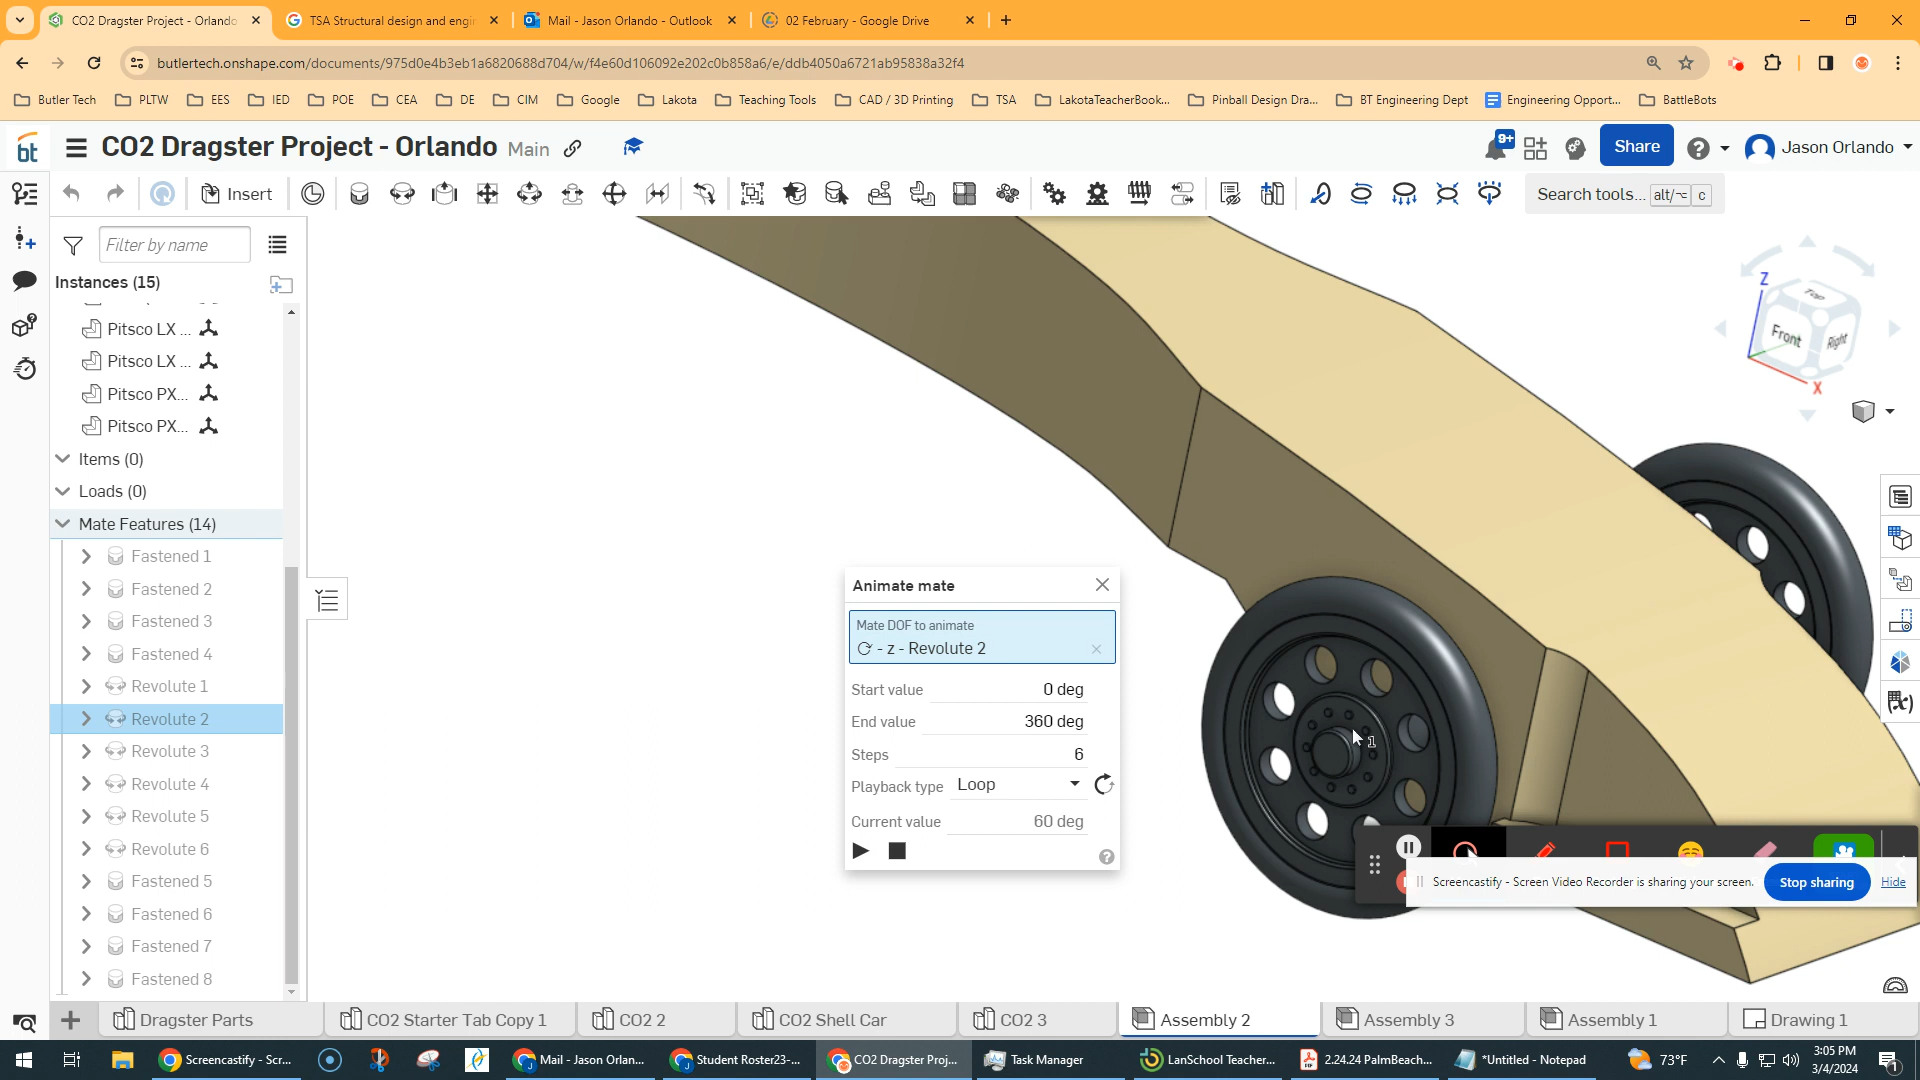 CO2 Dragster Project - Orlando
TSA Structural design and engin
Mail - Jason Orlando - Outlook
02 February - Google Drive
butlertech.onshape.com/documents/975d0e4b3eb1a6820688d704/w/f4e60d106092e202c0b858a6/e/ddb4050a6721ab95838a32f4
Butler Tech
PLTW
EES
IED
POE
CEA
DE
CIM
Google
Lakota
Teaching Tools
CAD / 3D Printing
TSA
LakotaTeacherBook...
Pinball Design Dra...
BT Engineering Dept
Engineering Opport...
BattleBots
bt
CO2 Dragster Project - Orlando
Main
9+
Share
Jason Orlando
Insert
Search tools... alt/⌥ c
Filter by name
Instances (15)
Pitsco LX ...
Pitsco LX ...
Pitsco PX...
Pitsco PX...
Items (0)
Loads (0)
Mate Features (14)
Fastened 1
Fastened 2
Fastened 3
Fastened 4
Revolute 1
Revolute 2
Revolute 3
Revolute 4
Revolute 5
Revolute 6
Fastened 5
Fastened 6
Fastened 7
Fastened 8
Z
Top
Front
Right
X
Animate mate
Mate DOF to animate
- z - Revolute 2
Start value 0 deg
End value 360 deg
Steps 6
Playback type Loop
Current value 60 deg
1
Screencastify - Screen Video Recorder is sharing your screen.
Stop sharing
Hide
Dragster Parts
CO2 Starter Tab Copy 1
CO2 2
CO2 Shell Car
CO2 3
Assembly 2
Assembly 3
Assembly 1
Drawing 1
Screencastify - Scr...
Mail - Jason Orlan...
Student Roster23-...
CO2 Dragster Proj...
Task Manager
LanSchool Teacher...
2.24.24 PalmBeach...
*Untitled - Notepad
73°F
3:05 PM
3/4/2024
1